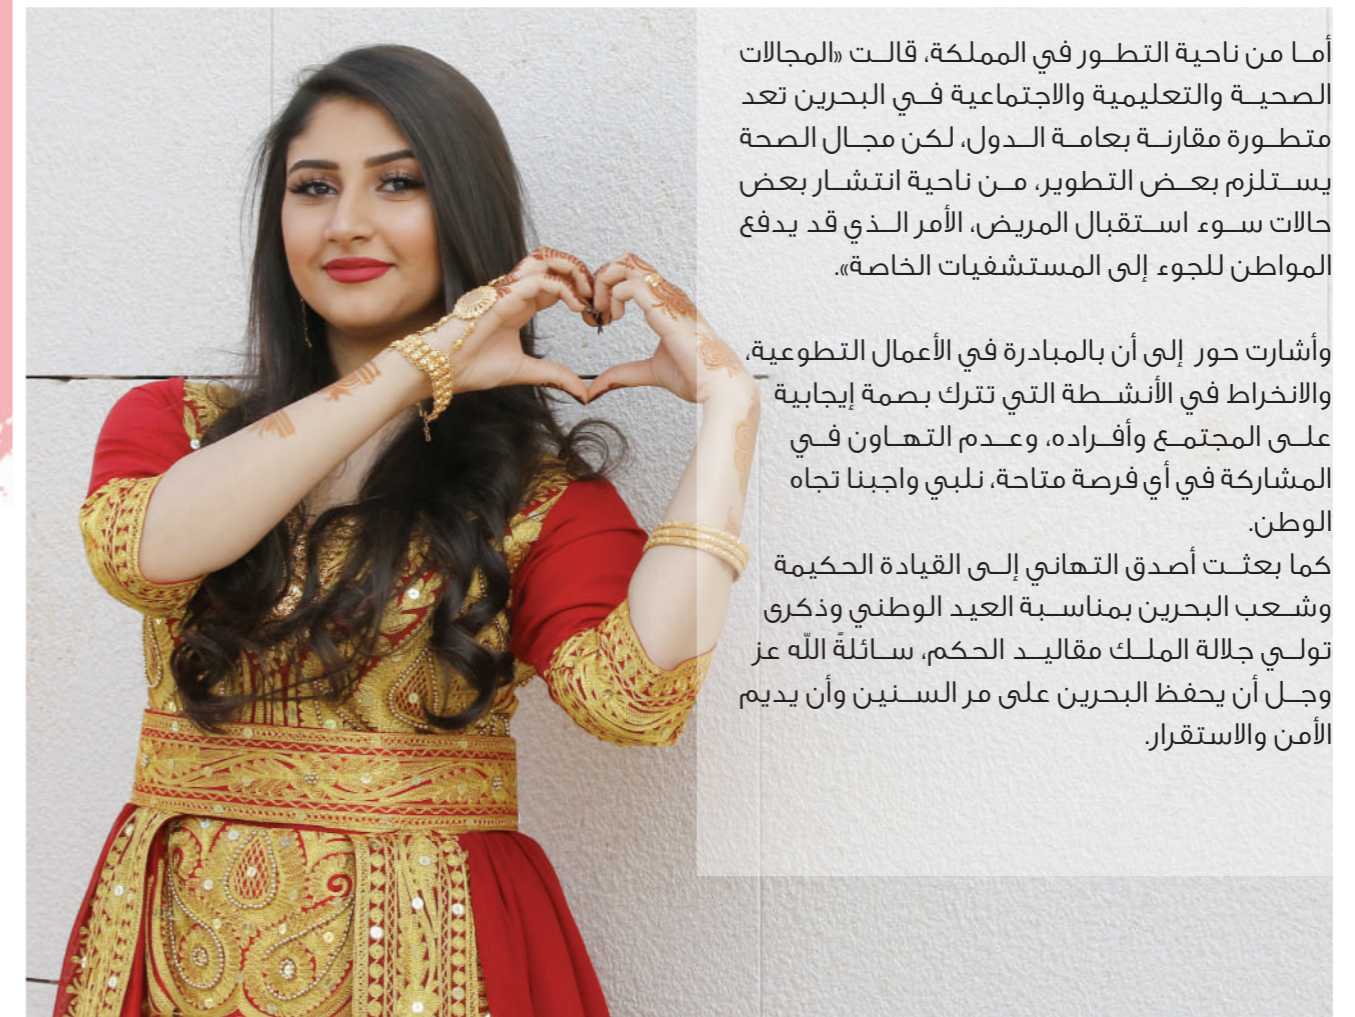 أما من ناحية التطور في المملكة، قالت «المجالات
الصحية والتعليمية والاجتماعية في البحرين تعد
متطورة مقارنة بعامة الدول، لكن مجال الصحة
يستلزم بعض التطوير، من ناحية انتشار بعض
حالات سوء استقبال المريض، الأمر الذي قد يدفع
المواطن للجوء إلى المستشفيات الخاصة».
وأشارت حور إلى أن بالمبادرة في الأعمال التطوعية،
والانخراط في الأنشطة التي تترك بصمة إيجابية
على المجتمع وأفراده، وعدم التهاون في
المشاركة في أي فرصة متاحة، نلبي واجبنا تجاه
الوطن.
كما بعثت أصدق التهاني إلى القيادة الحكيمة
وشعب البحرين بمناسبة العيد الوطني وذكرى
تولي جلالة الملك مقاليد الحكم، سائلةً اللّه عز
وجل أن يحفظ البحرين على مر السنين وأن يديم
الأمن والاستقرار.